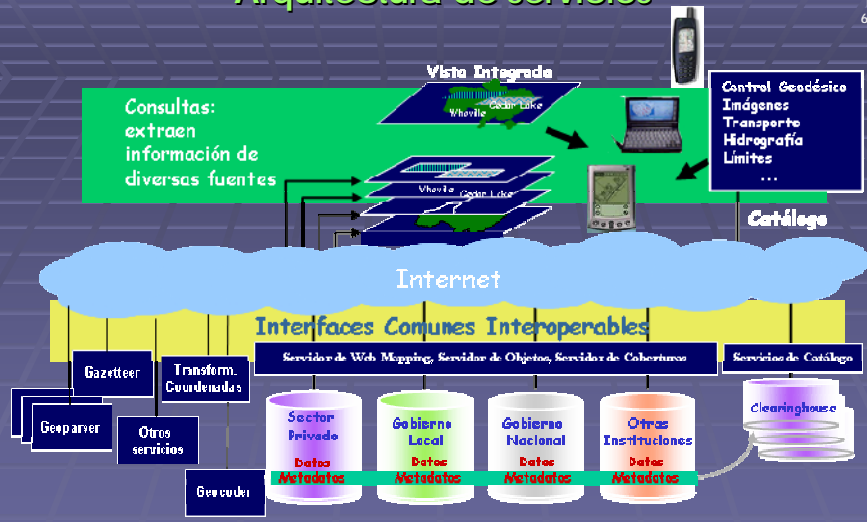 Arquitectura de servicios
6
Vista Integrada
Whoville
Cedar Lake
Consultas:
extraen
información de
diversas fuentes
Control Geodésico
Imágenes
Transporte
Hidrografía
Límites
...
Whoville
Cedar Lake
Catálogo
Internet
Interfaces Comunes Interoperables
Servidor de Web Mapping, Servidor de Objetos, Servidor de Coberturas
Servicios de Catálogo
Gazetteer
Transform.
Coordenadas
Geoparser
Otros
servicios
Geocoder
Sector
Privado
Datos
Metadatos
Gobierno
Local
Datos
Metadatos
Gobierno
Nacional
Datos
Metadatos
Otras
Instituciones
Datos
Metadatos
Clearinghouse